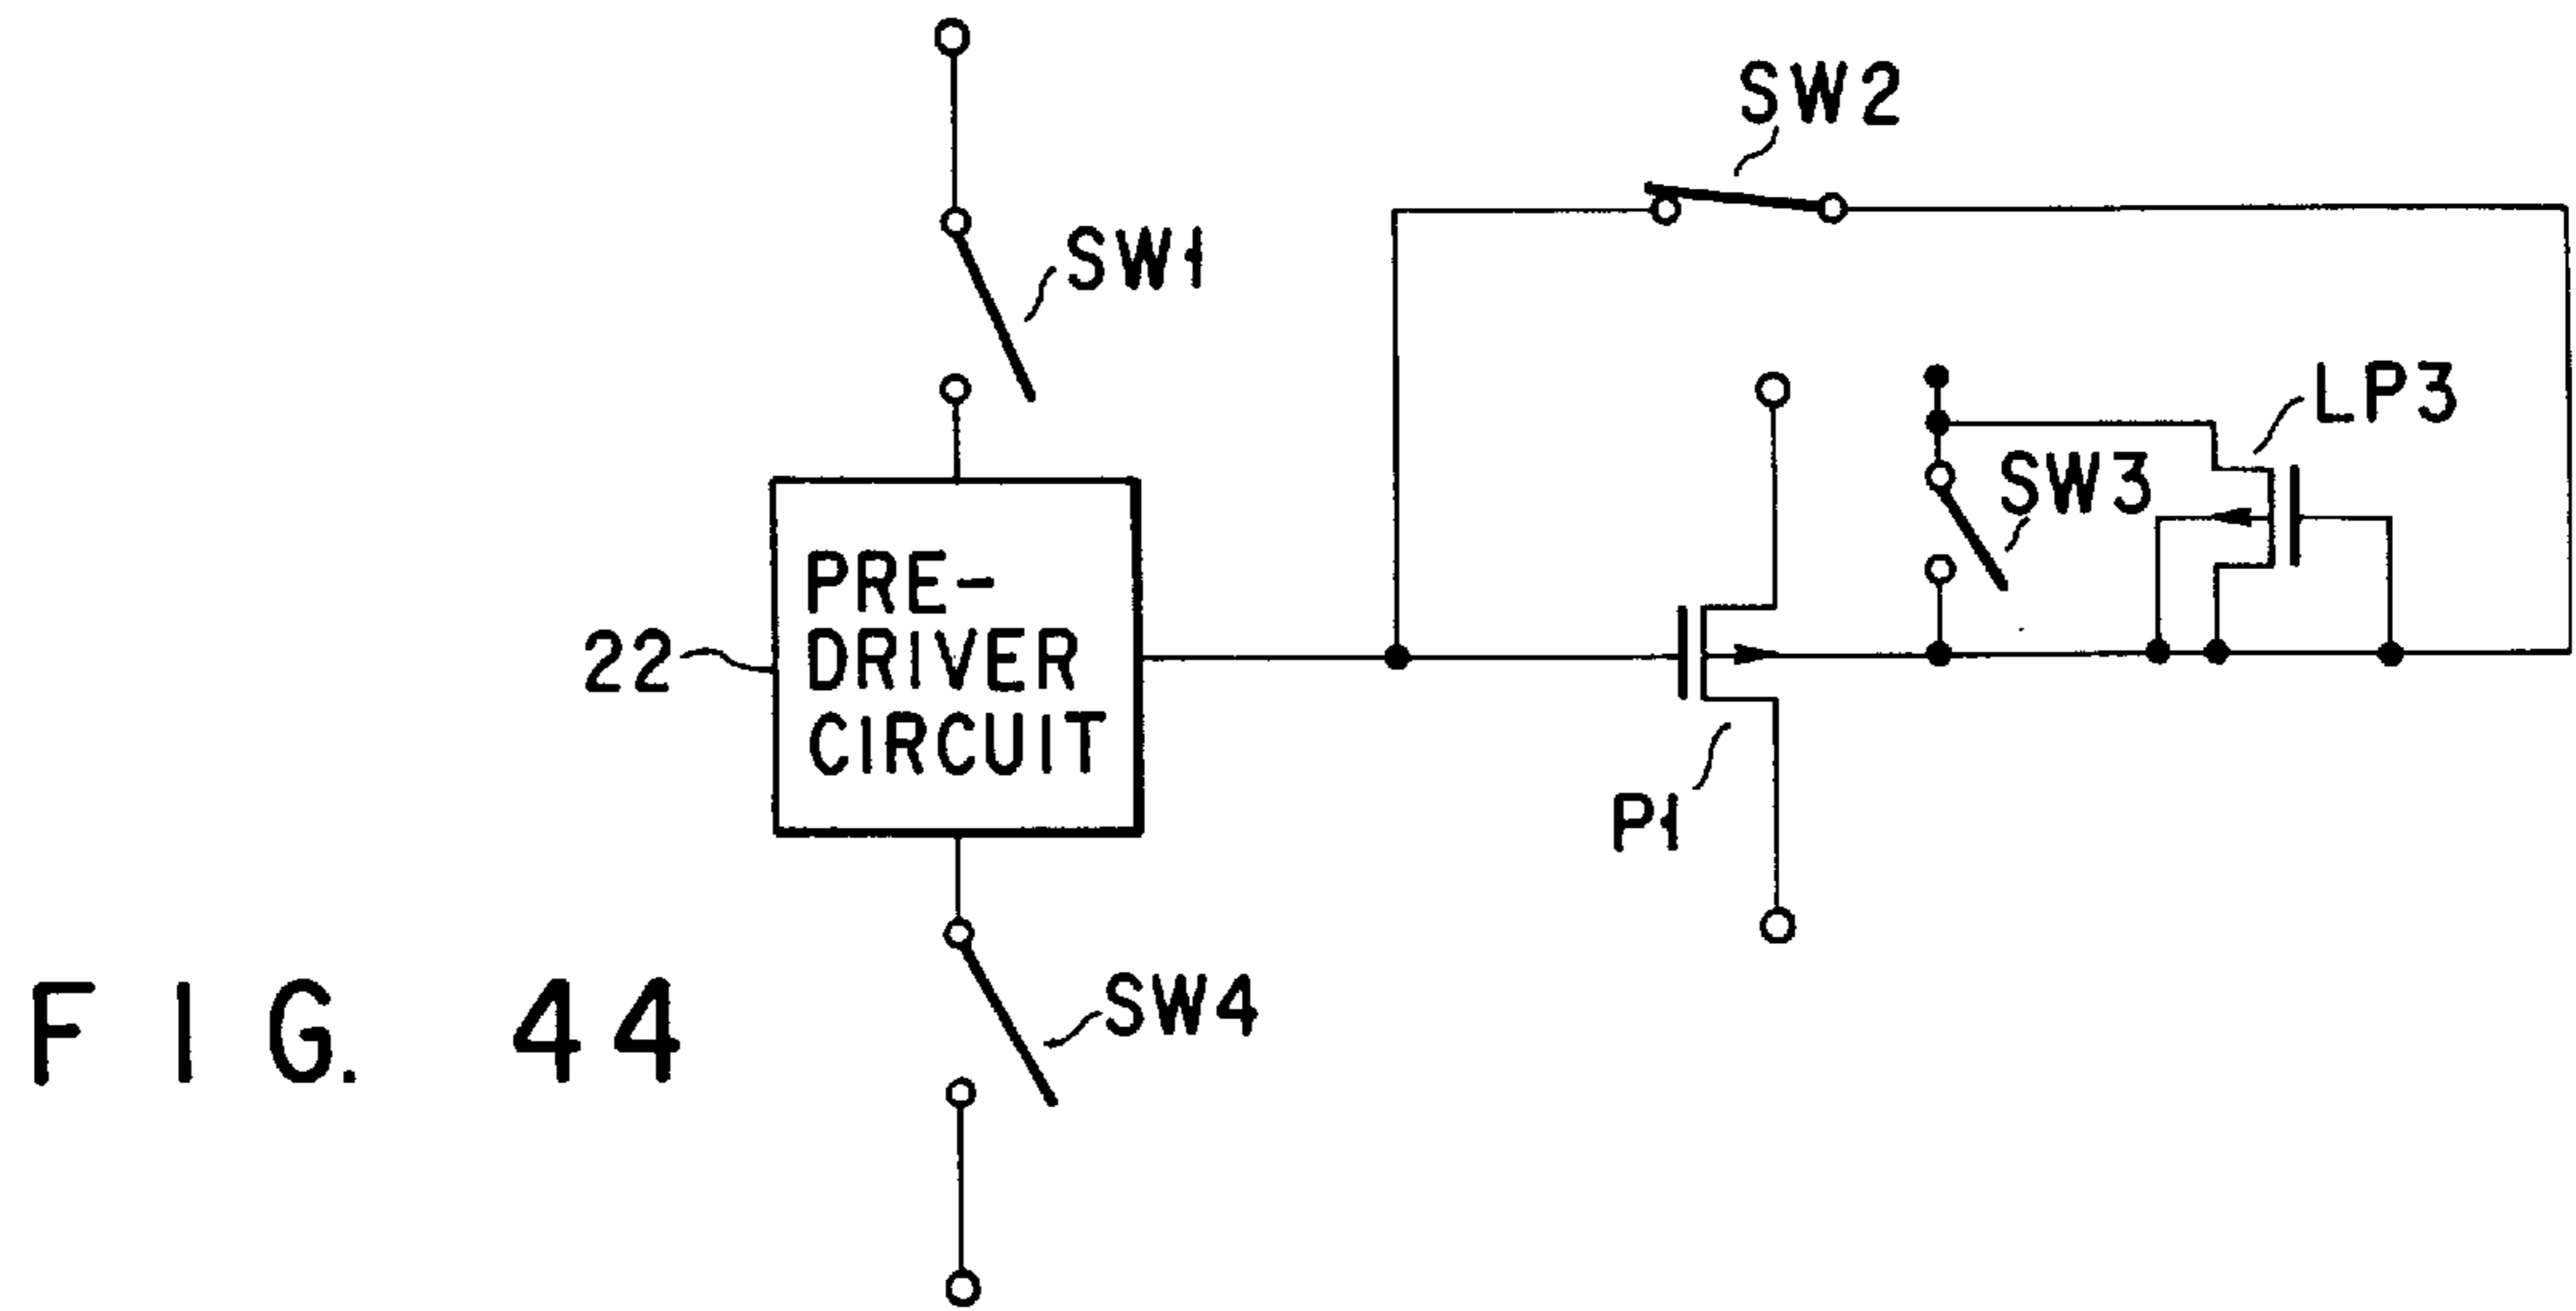 SW2
SW1
LP3
SW3
PRE-
DRIVER
CIRCUIT
22
P1
SW4
FIG. 44